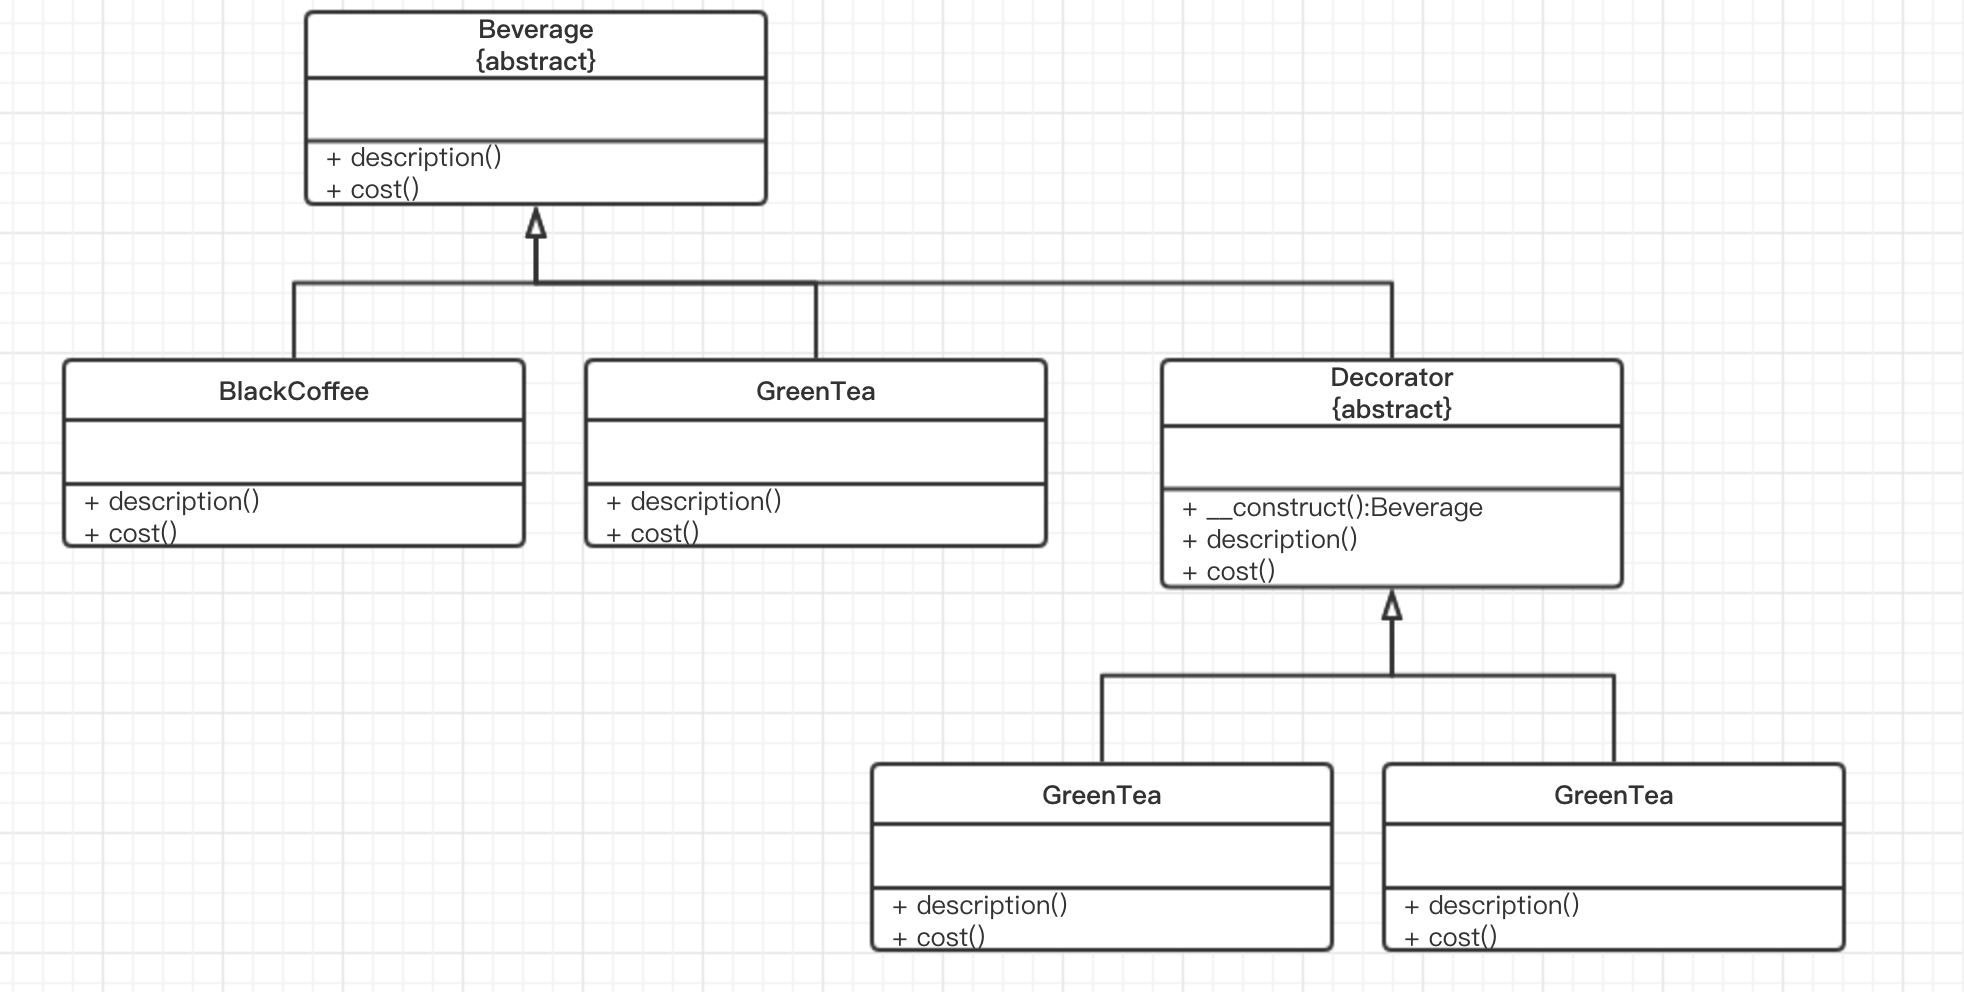 Beverage
{abstract}
+ description()
+ cost()
BlackCoffee
+ description()
+ cost()
GreenTea
+ description()
+ cost()
Decorator
{abstract}
+ __construct():Beverage
+ description()
+ cost()
GreenTea
+ description()
+ cost()
GreenTea
+ description()
+ cost()